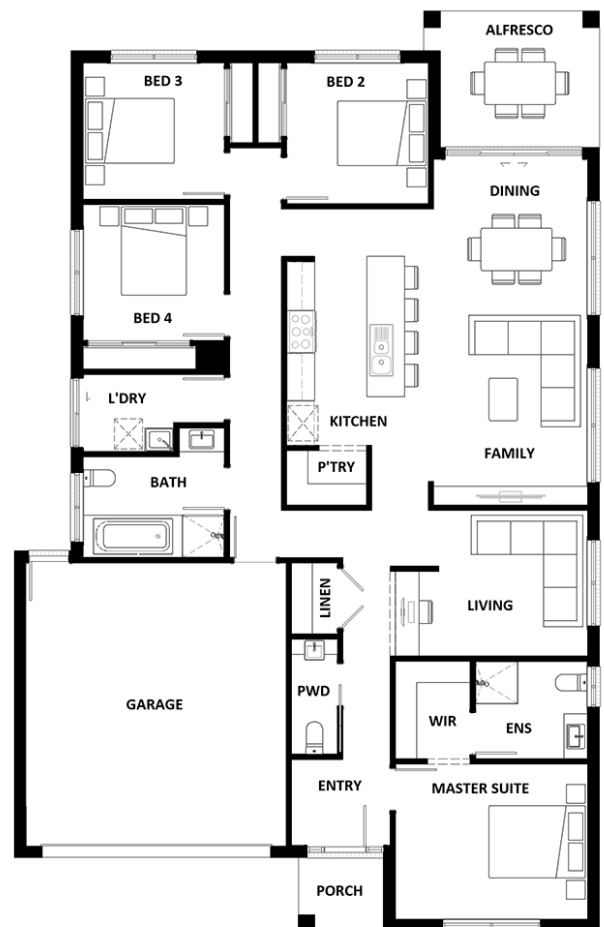 ALFRESCO
BED 3
BED 2
DINING
BED 4
L'DRY
KITCHEN
FAMILY
P'TRY
BATH
LINEN
LIVING
PWD
GARAGE
WIR
ENS
ENTRY
MASTER SUITE
PORCH